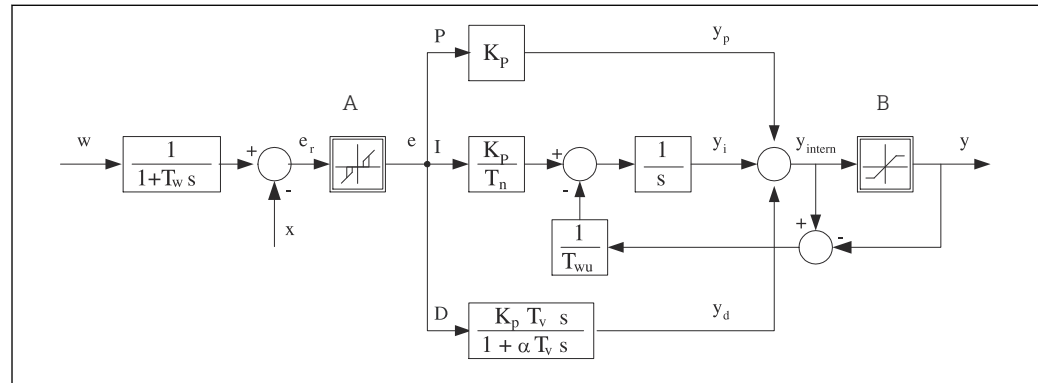 P
K_P
y_p
A
B
w
1
1+T_w s
+
-
e_r
x
e
I
K_P
T_n
+
-
1
s
y_i
y_intern
y
+
-
1
T_wu
D
K_p T_v s
1 + α T_v s
y_d